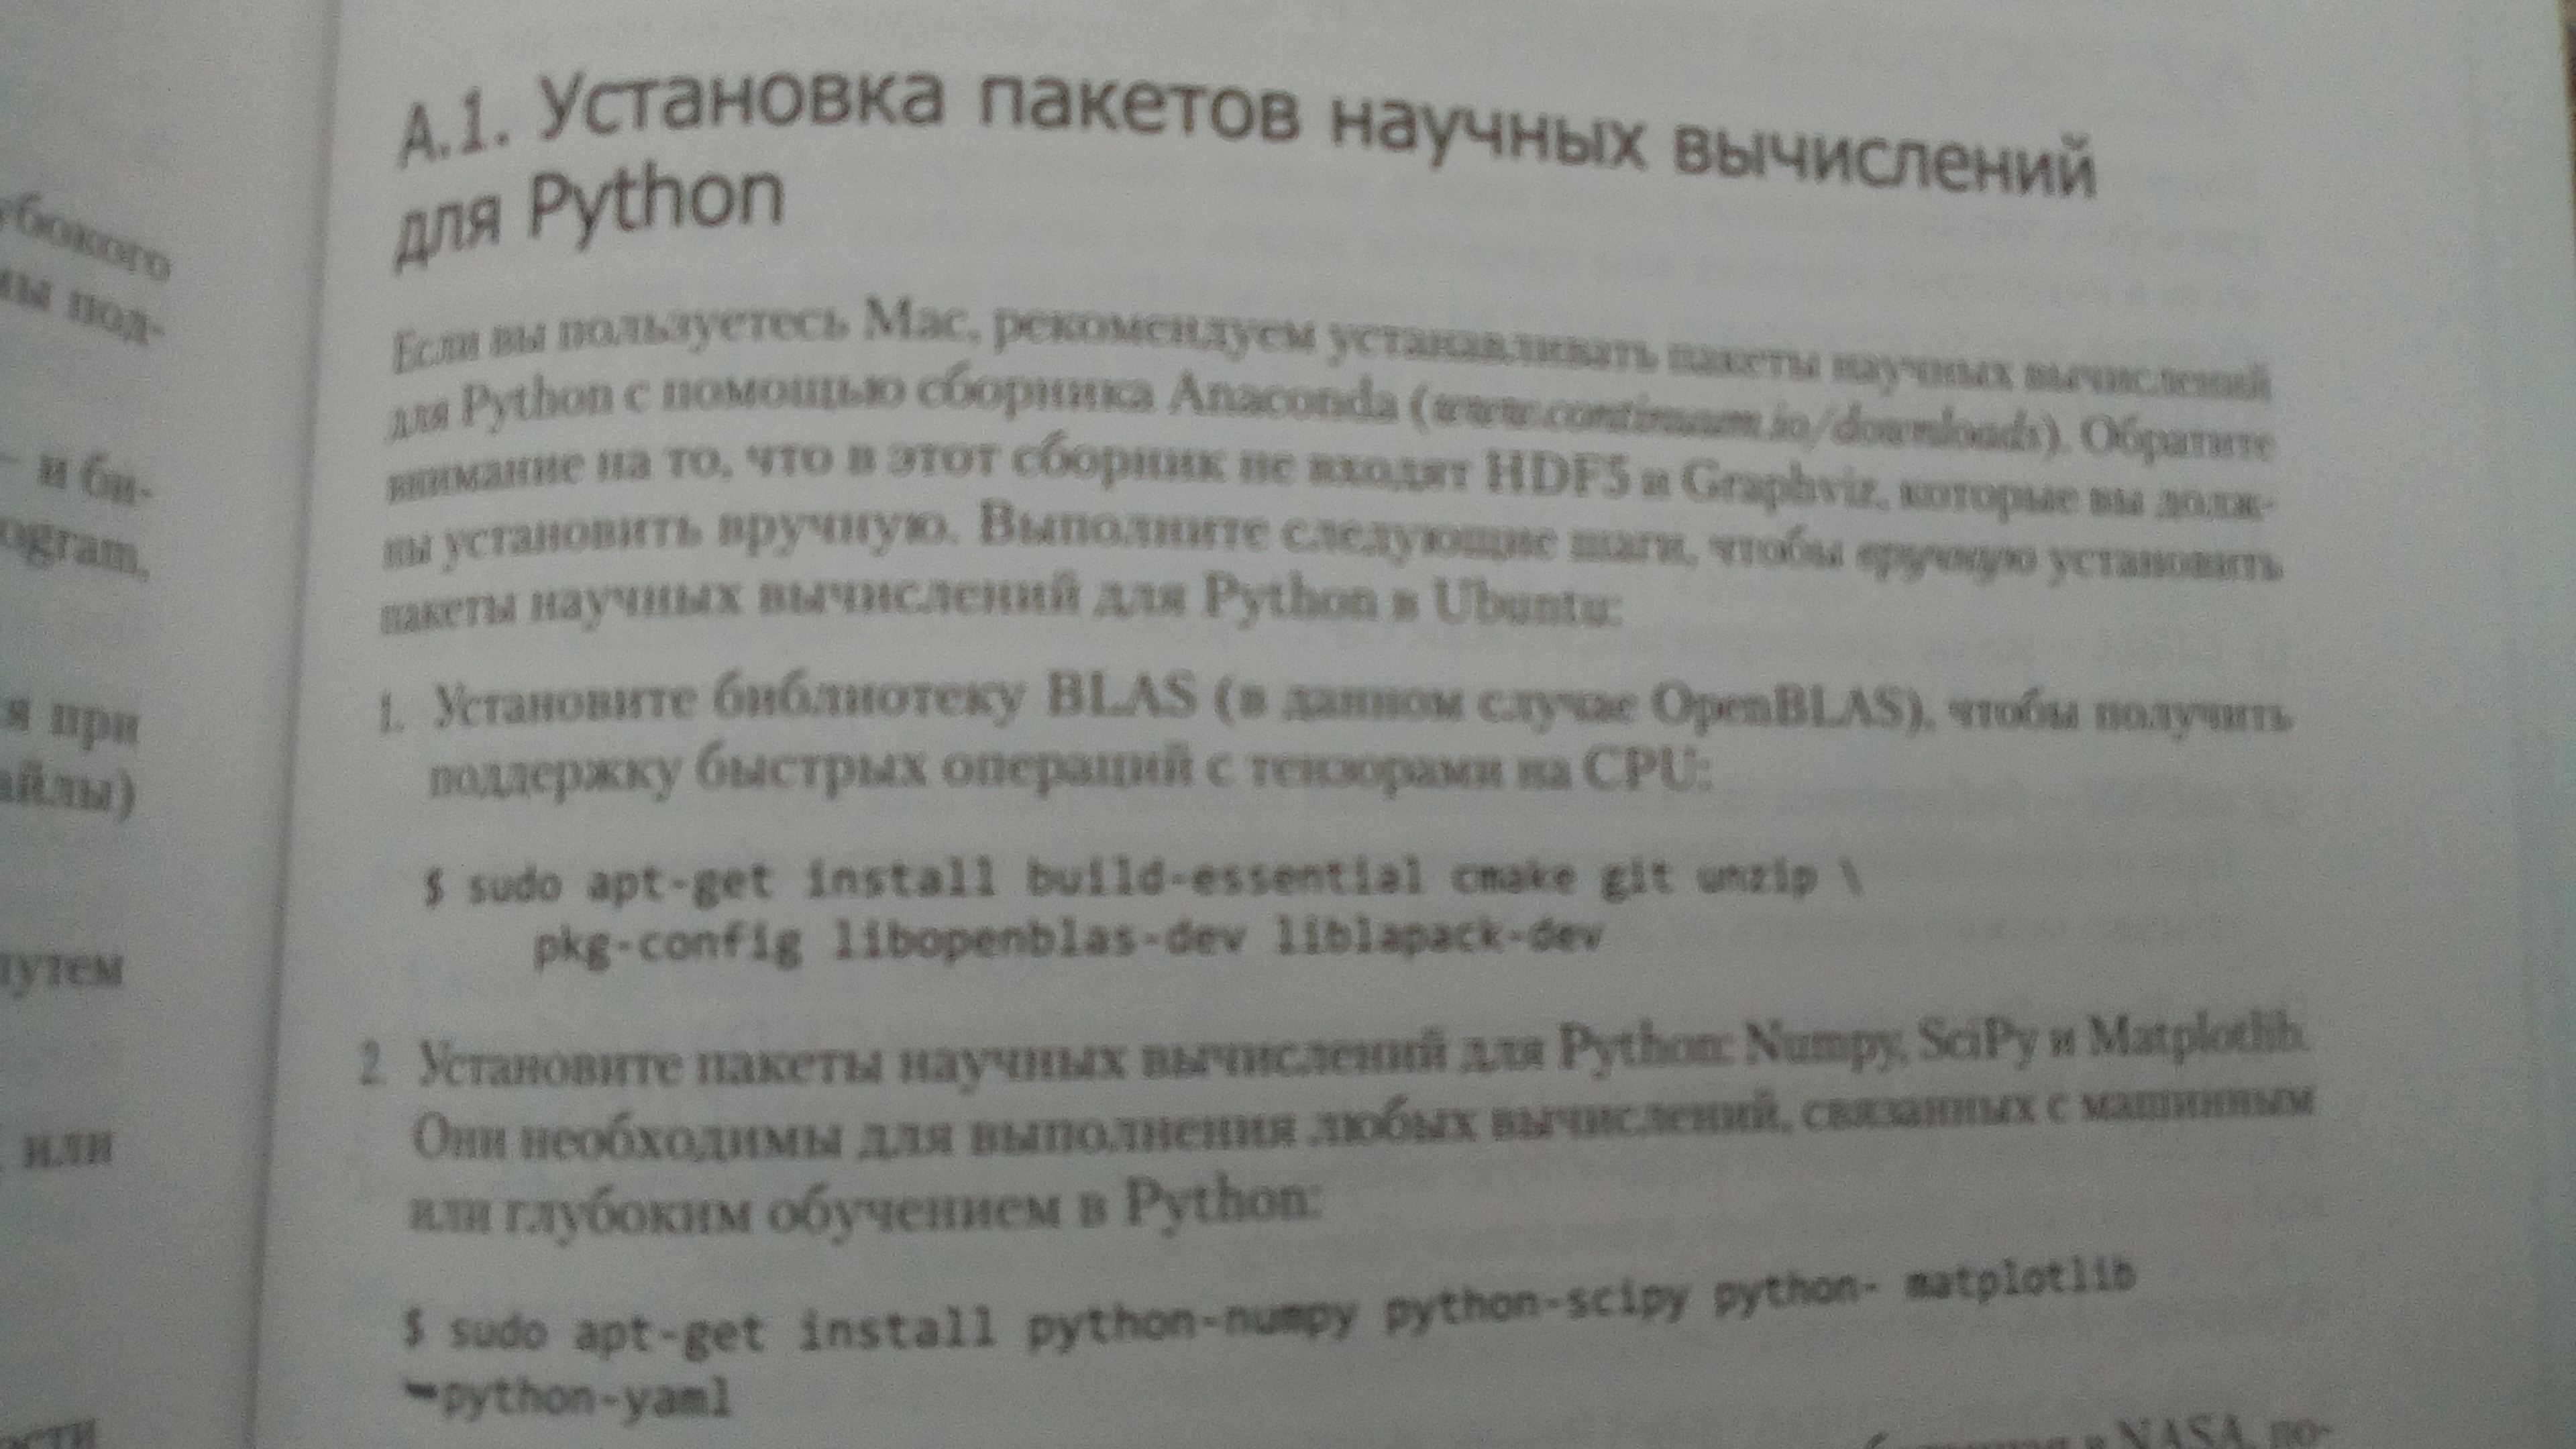 убокого
ны под-
- и би-
ogram,
я при
айлы)
путем
или
ости
А.1. Установка пакетов научных вычислений
для Python
Если вы пользуетесь Mac, рекомендуем устанавливать пакеты научных вычислений
для Python с помощью сборника Anaconda (www.continuum.io/downloads). Обратите
внимание на то, что в этот сборник не входят HDF5 и Graphviz, которые вы долж-
ны установить вручную. Выполните следующие шаги, чтобы вручную установить
пакеты научных вычислений для Python в Ubuntu:
1. Установите библиотеку BLAS (в данном случае OpenBLAS), чтобы получить
поддержку быстрых операций с тензорами на CPU:
$ sudo apt-get install build-essential cmake git unzip \
pkg-config libopenblas-dev liblapack-dev
2. Установите пакеты научных вычислений для Python: Numpy, SciPy и Matplotlib.
Они необходимы для выполнения любых вычислений, связанных с машинным
или глубоким обучением в Python:
$ sudo apt-get install python-numpy python-scipy python- matplotlib
➥python-yaml
в NASA, по-